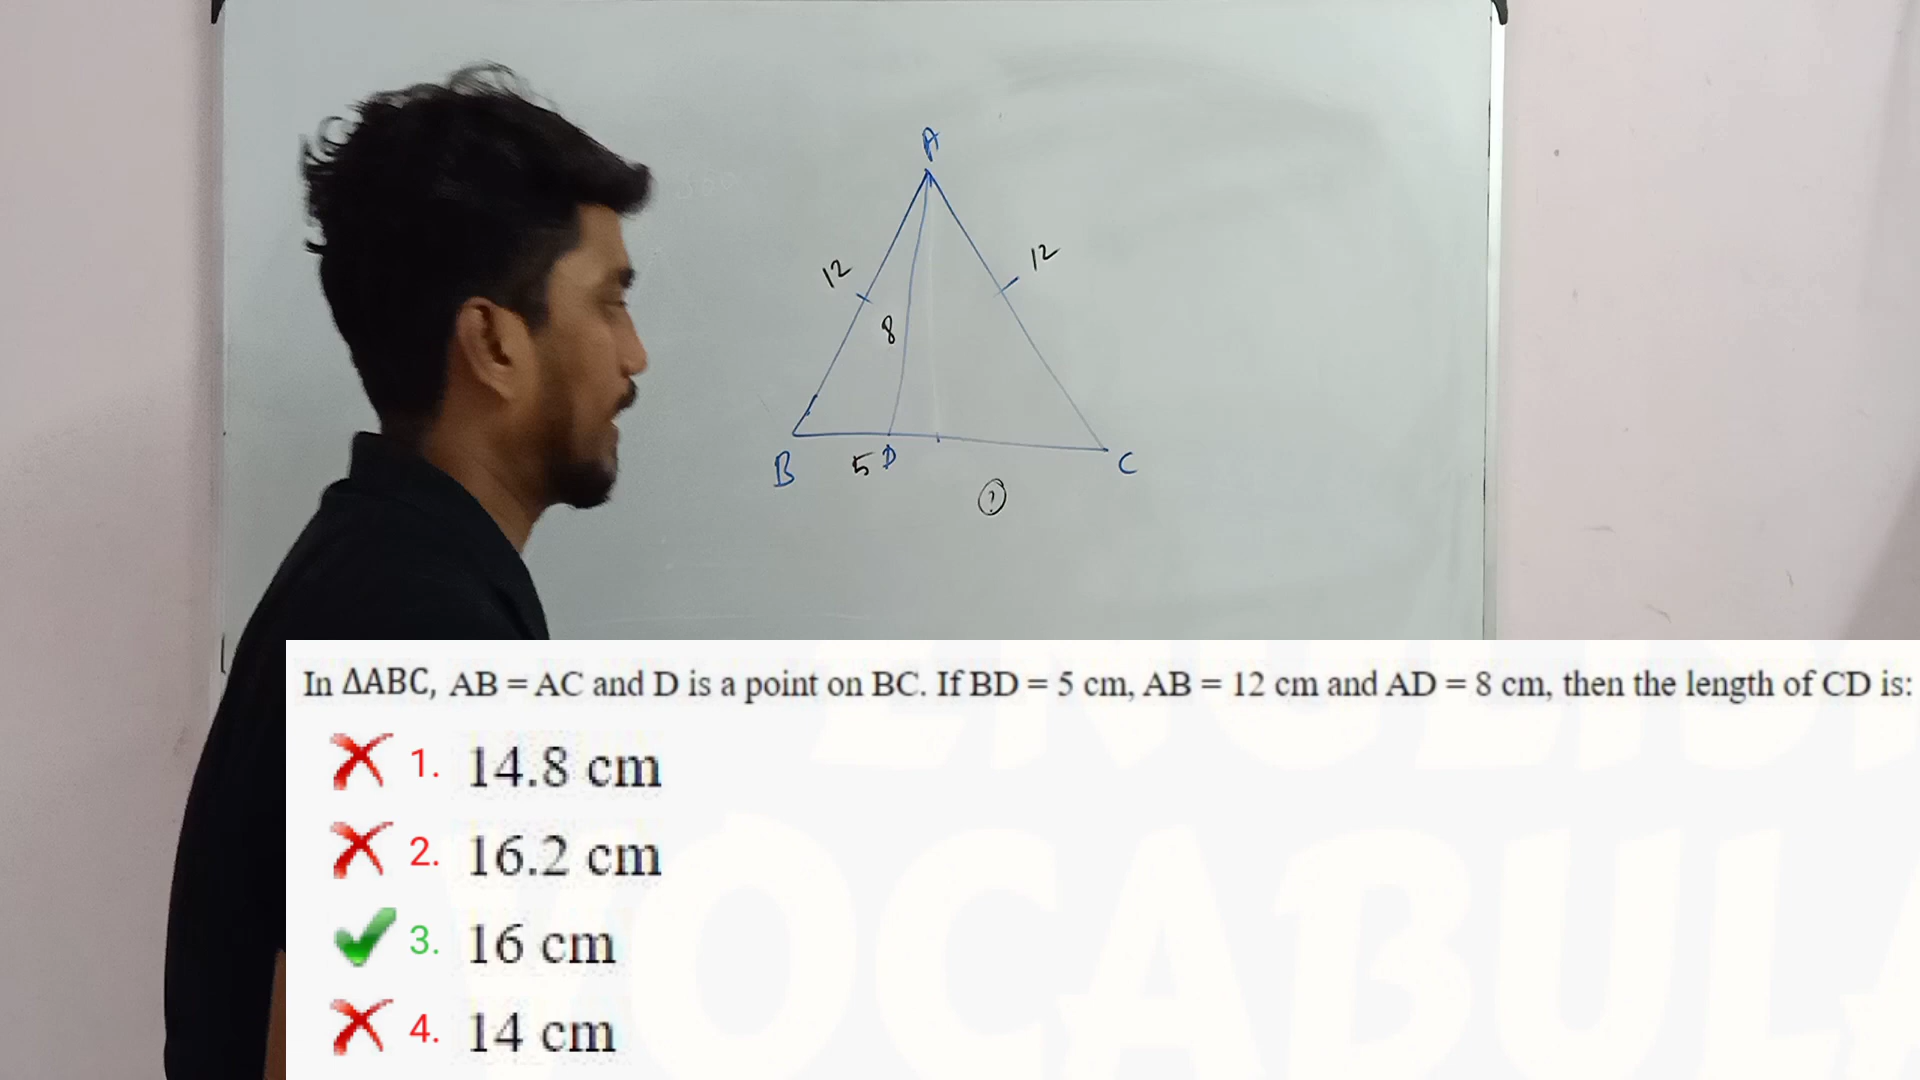 A
12
12
8
B
5
D
C
?
In ΔABC, AB = AC and D is a point on BC. If BD = 5 cm, AB = 12 cm and AD = 8 cm, then the length of CD is:
1. 14.8 cm
2. 16.2 cm
3. 16 cm
4. 14 cm
ENGLISH
VOCABULA